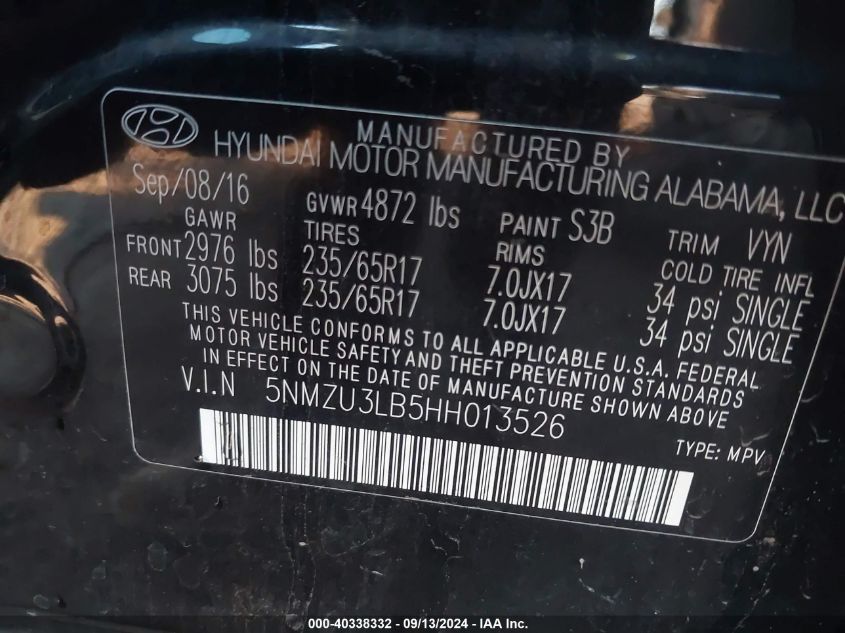 MANUFACTURED BY
HYUNDAI MOTOR MANUFACTURING ALABAMA, LLC
Sep/08/16 GVWR 4872 lbs PAINT S3B TRIM VYN
GAWR TIRES RIMS COLD TIRE INFL
FRONT 2976 lbs 235/65R17 7.0JX17 34 psi SINGLE
REAR 3075 lbs 235/65R17 7.0JX17 34 psi SINGLE
THIS VEHICLE CONFORMS TO ALL APPLICABLE U.S.A. FEDERAL
MOTOR VEHICLE SAFETY AND THEFT PREVENTION STANDARDS
IN EFFECT ON THE DATE OF MANUFACTURE SHOWN ABOVE
V.I.N 5NMZU3LB5HH013526
TYPE: MPV
000-40338332 - 09/13/2024 - IAA Inc.